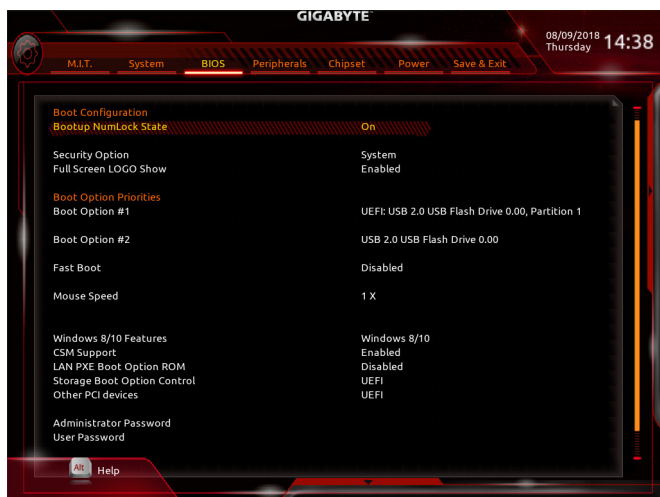 GIGABYTE
08/09/2018 14:38
Thursday
M.I.T. System BIOS Peripherals Chipset Power Save & Exit
Boot Configuration
Bootup NumLock State On
Security Option System
Full Screen LOGO Show Enabled
Boot Option Priorities
Boot Option #1 UEFI: USB 2.0 USB Flash Drive 0.00, Partition 1
Boot Option #2 USB 2.0 USB Flash Drive 0.00
Fast Boot Disabled
Mouse Speed 1 X
Windows 8/10 Features Windows 8/10
CSM Support Enabled
LAN PXE Boot Option ROM Disabled
Storage Boot Option Control UEFI
Other PCI devices UEFI
Administrator Password
User Password
Alt Help